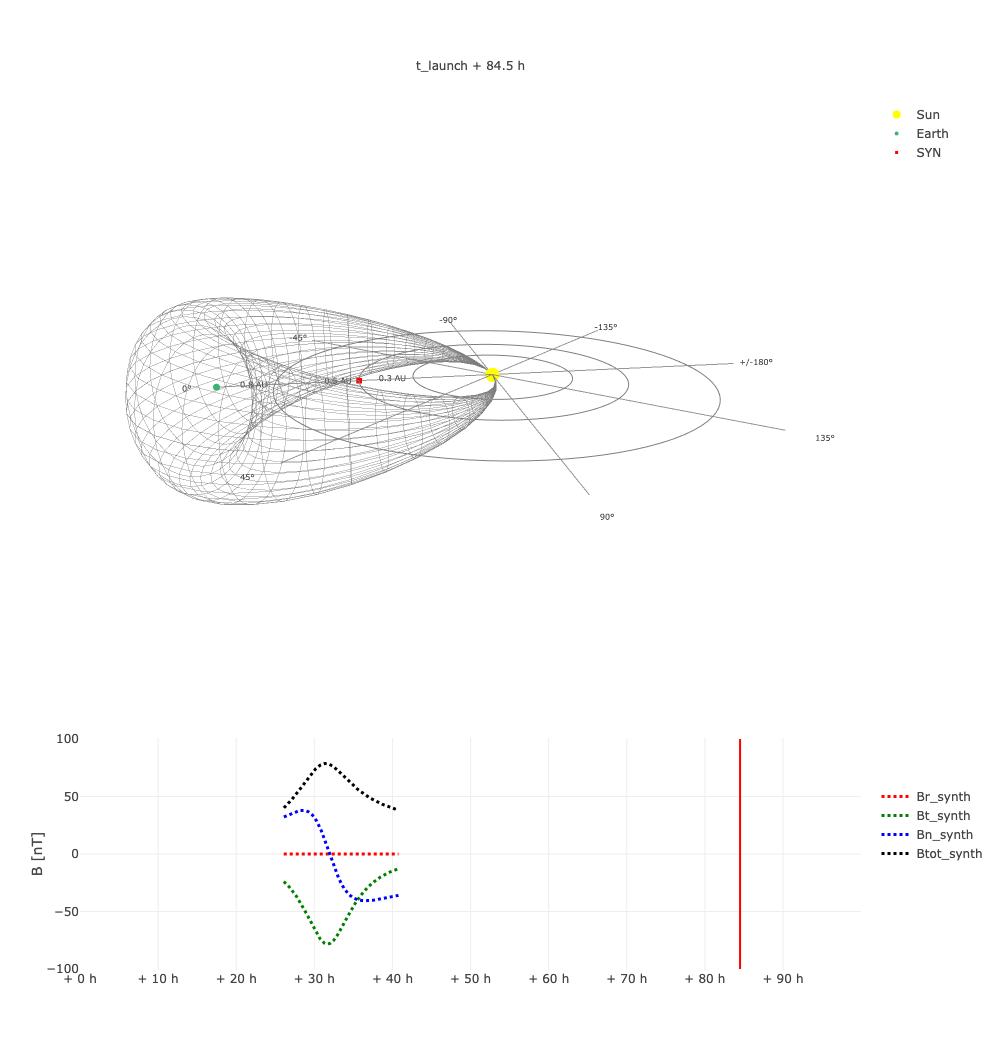 t_launch + 84.5 h
Sun
Earth
SYN
-90°
-135°
-45°
+/-180°
0°
0.8 AU
0.5 AU
0.3 AU
135°
45°
90°
100
50
0
−50
−100
B [nT]
+ 0 h
+ 10 h
+ 20 h
+ 30 h
+ 40 h
+ 50 h
+ 60 h
+ 70 h
+ 80 h
+ 90 h
Br_synth
Bt_synth
Bn_synth
Btot_synth